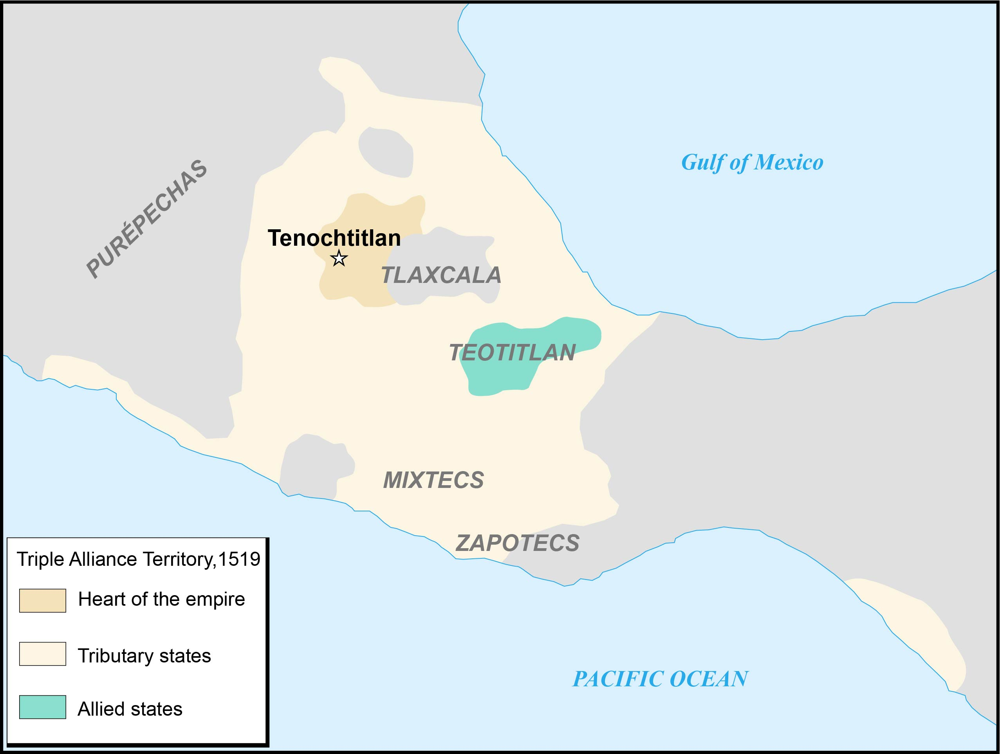 Gulf of Mexico
PURÉPECHAS
Tenochtitlan
TLAXCALA
TEOTITLAN
MIXTECS
ZAPOTECS
PACIFIC OCEAN
Triple Alliance Territory,1519
Heart of the empire
Tributary states
Allied states